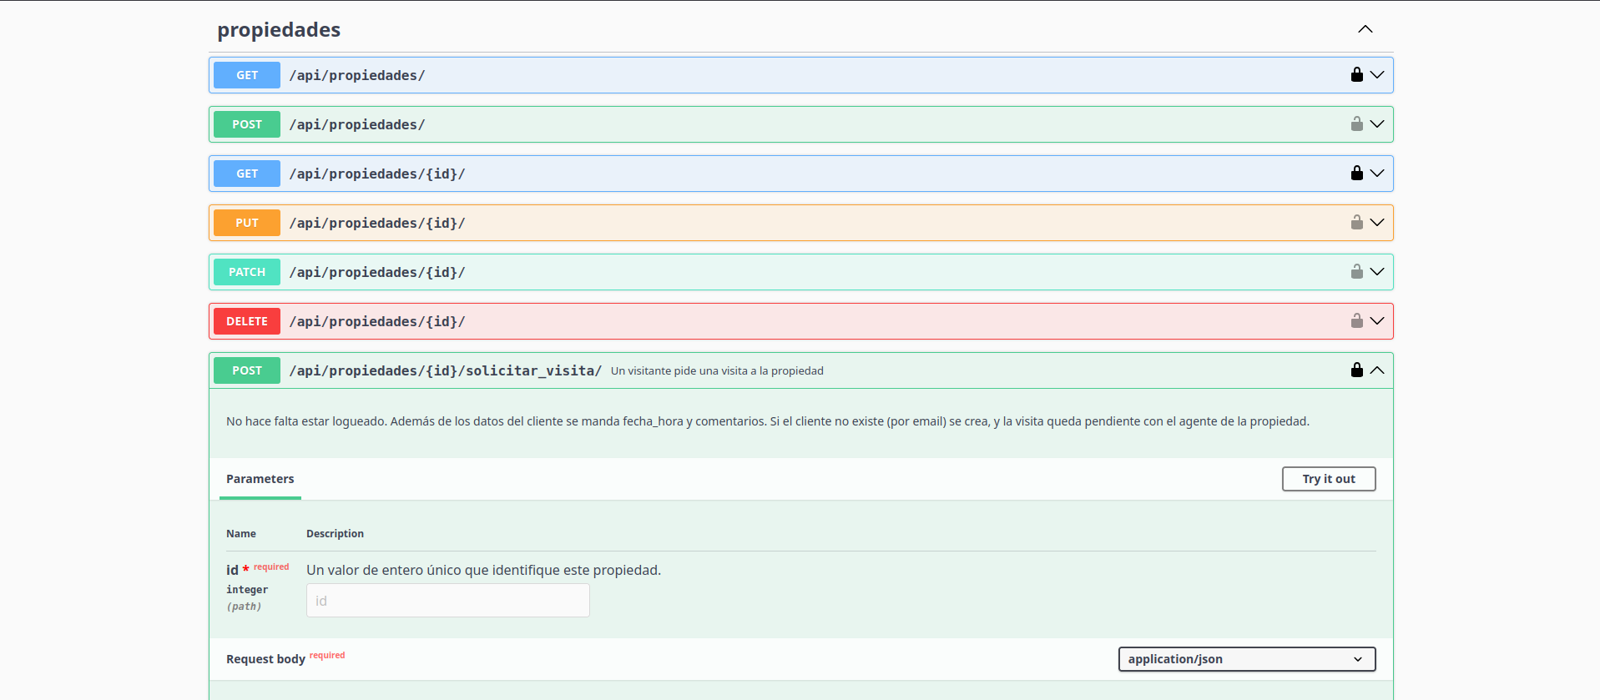 propiedades
GET /api/propiedades/
POST /api/propiedades/
GET /api/propiedades/{id}/
PUT /api/propiedades/{id}/
PATCH /api/propiedades/{id}/
DELETE /api/propiedades/{id}/
POST /api/propiedades/{id}/solicitar_visita/ Un visitante pide una visita a la propiedad
No hace falta estar logueado. Además de los datos del cliente se manda fecha_hora y comentarios. Si el cliente no existe (por email) se crea, y la visita queda pendiente con el agente de la propiedad.
Parameters Try it out
Name Description
id * required Un valor de entero único que identifique este propiedad.
integer
(path)
id
Request body required application/json